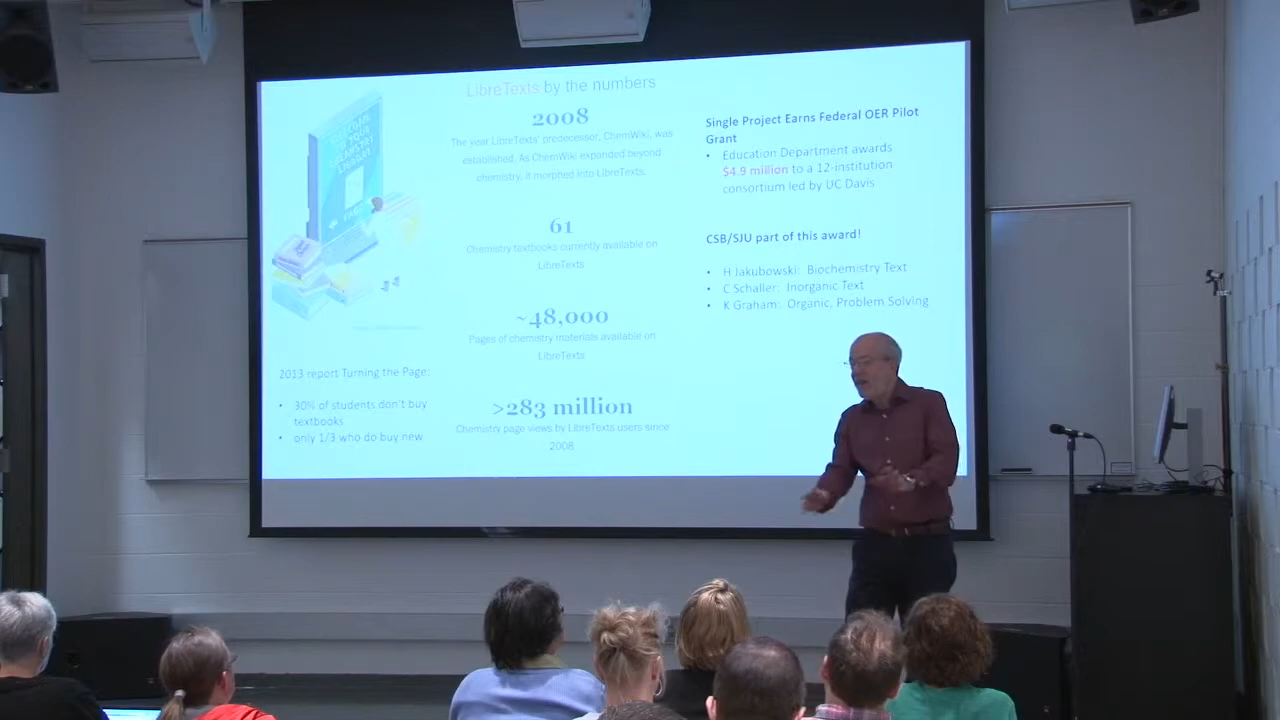 LibreTexts by the numbers
2008
The year LibreTexts' predecessor, ChemWiki, was
established. As ChemWiki expanded beyond
chemistry, it morphed into LibreTexts.
61
Chemistry textbooks currently available on
LibreTexts
~48,000
Pages of chemistry materials available on
LibreTexts
>283 million
Chemistry page views by LibreTexts users since
2008
2013 report Turning the Page:
• 30% of students don't buy
textbooks
• only 1/3 who do buy new
Single Project Earns Federal OER Pilot
Grant
• Education Department awards
$4.9 million to a 12-institution
consortium led by UC Davis
CSB/SJU part of this award!
• H Jakubowski: Biochemistry Text
• C Schaller: Inorganic Text
• K Graham: Organic, Problem Solving